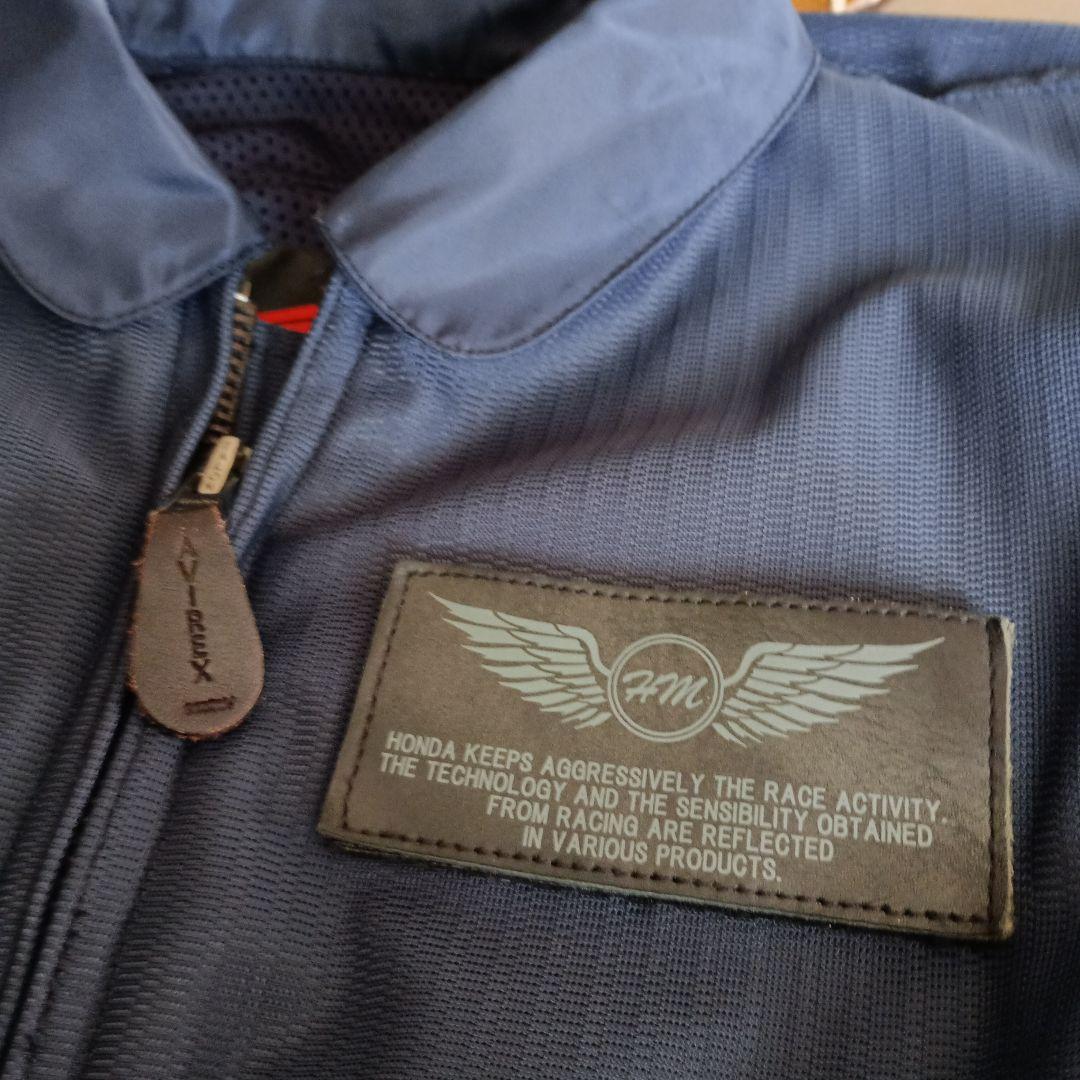 AVIREX
HM
HONDA KEEPS AGGRESSIVELY THE RACE ACTIVITY.
THE TECHNOLOGY AND THE SENSIBILITY OBTAINED
FROM RACING ARE REFLECTED
IN VARIOUS PRODUCTS.